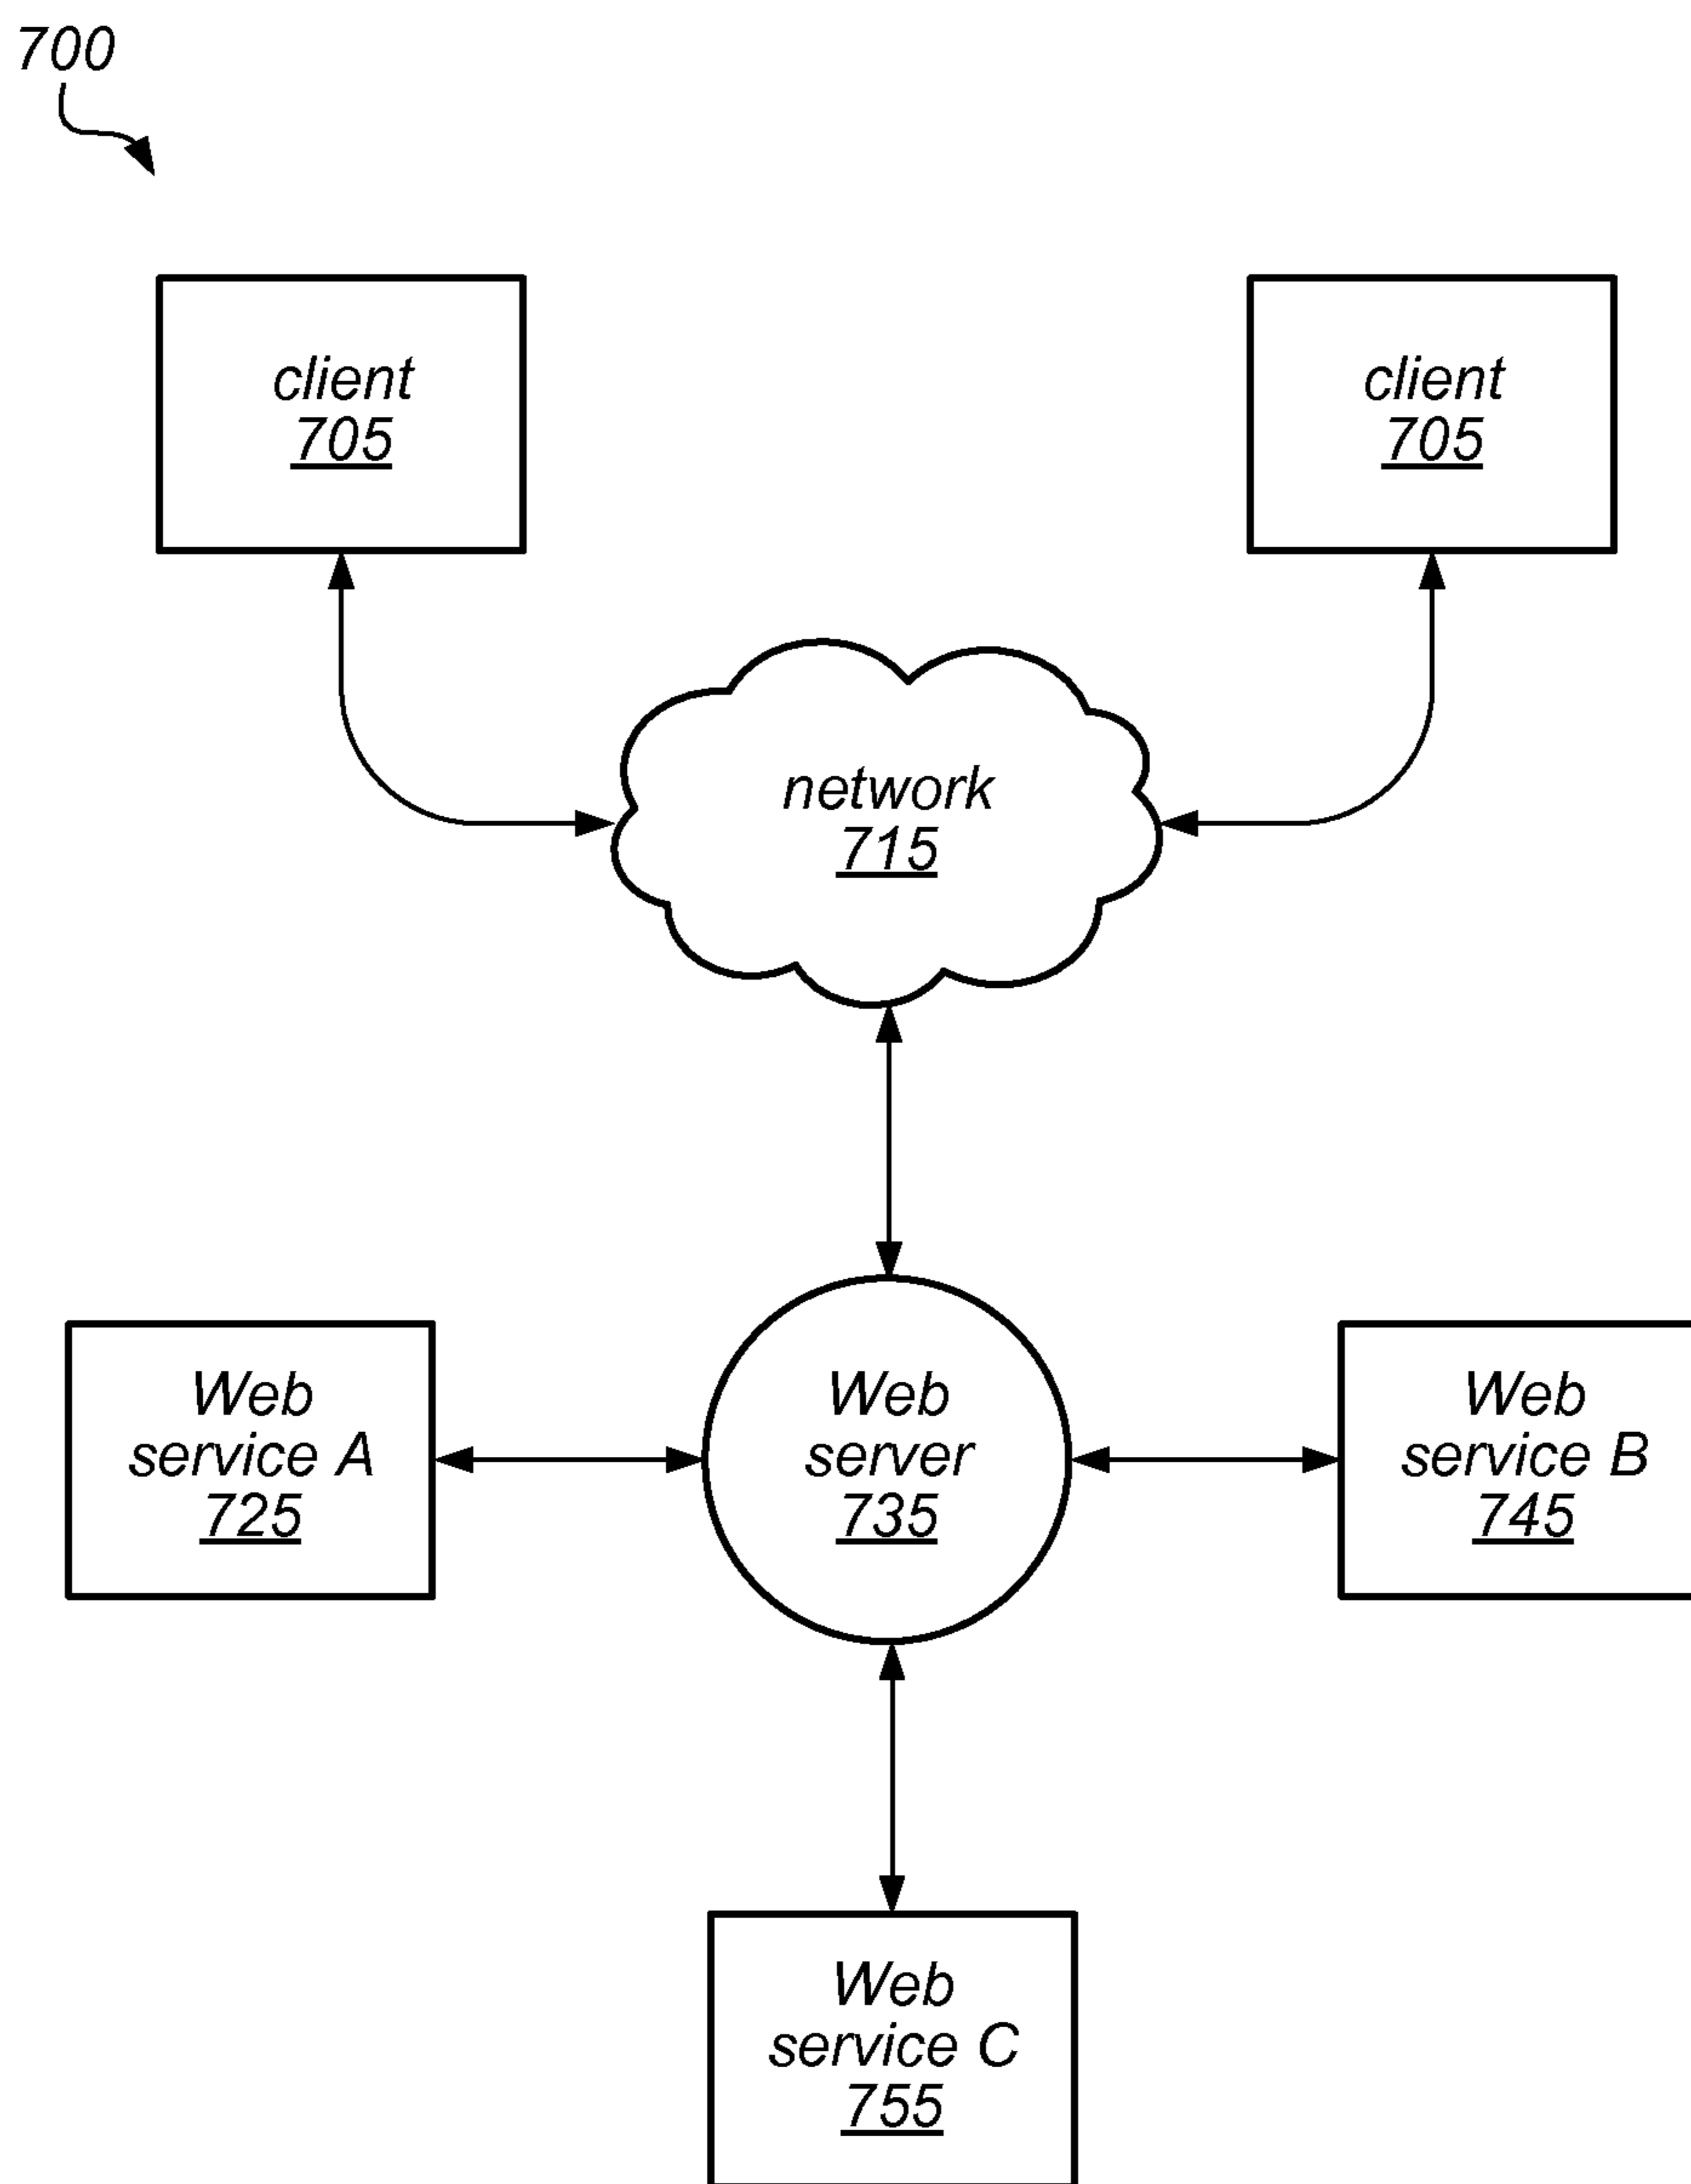 700
client
705
client
705
network
715
Web
service A
725
Web
server
735
Web
service B
745
Web
service C
755